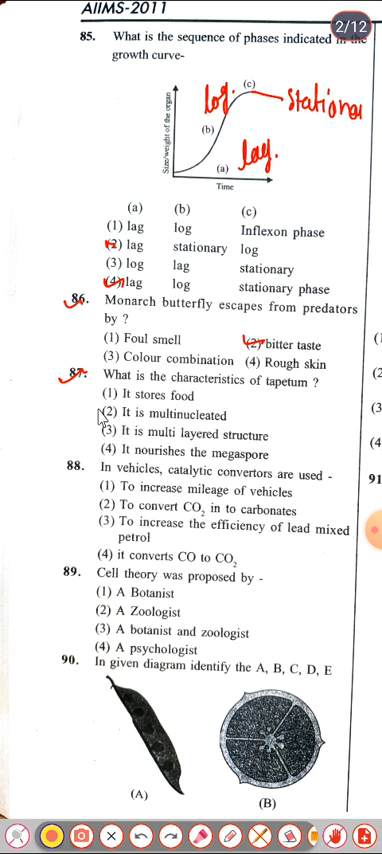 AIIMS-2011
2/12
85. What is the sequence of phases indicated in the
growth curve-
Size/weight of the organ
Time
(a)
(b)
(c)
log.
lag.
(a) (b) (c)
(1) lag log Inflexon phase
(2) lag stationary log
(3) log lag stationary
(4) lag log stationary phase
86. Monarch butterfly escapes from predators
by ?
(1) Foul smell (2) bitter taste
(3) Colour combination (4) Rough skin
87. What is the characteristics of tapetum ?
(1) It stores food
(2) It is multinucleated
(3) It is multi layered structure
(4) It nourishes the megaspore
88. In vehicles, catalytic convertors are used -
(1) To increase mileage of vehicles
(2) To convert CO₂ in to carbonates
(3) To increase the efficiency of lead mixed
petrol
(4) it converts CO to CO₂
89. Cell theory was proposed by -
(1) A Botanist
(2) A Zoologist
(3) A botanist and zoologist
(4) A psychologist
90. In given diagram identify the A, B, C, D, E
(A)
(B)
(1
(2
(3
(4
91